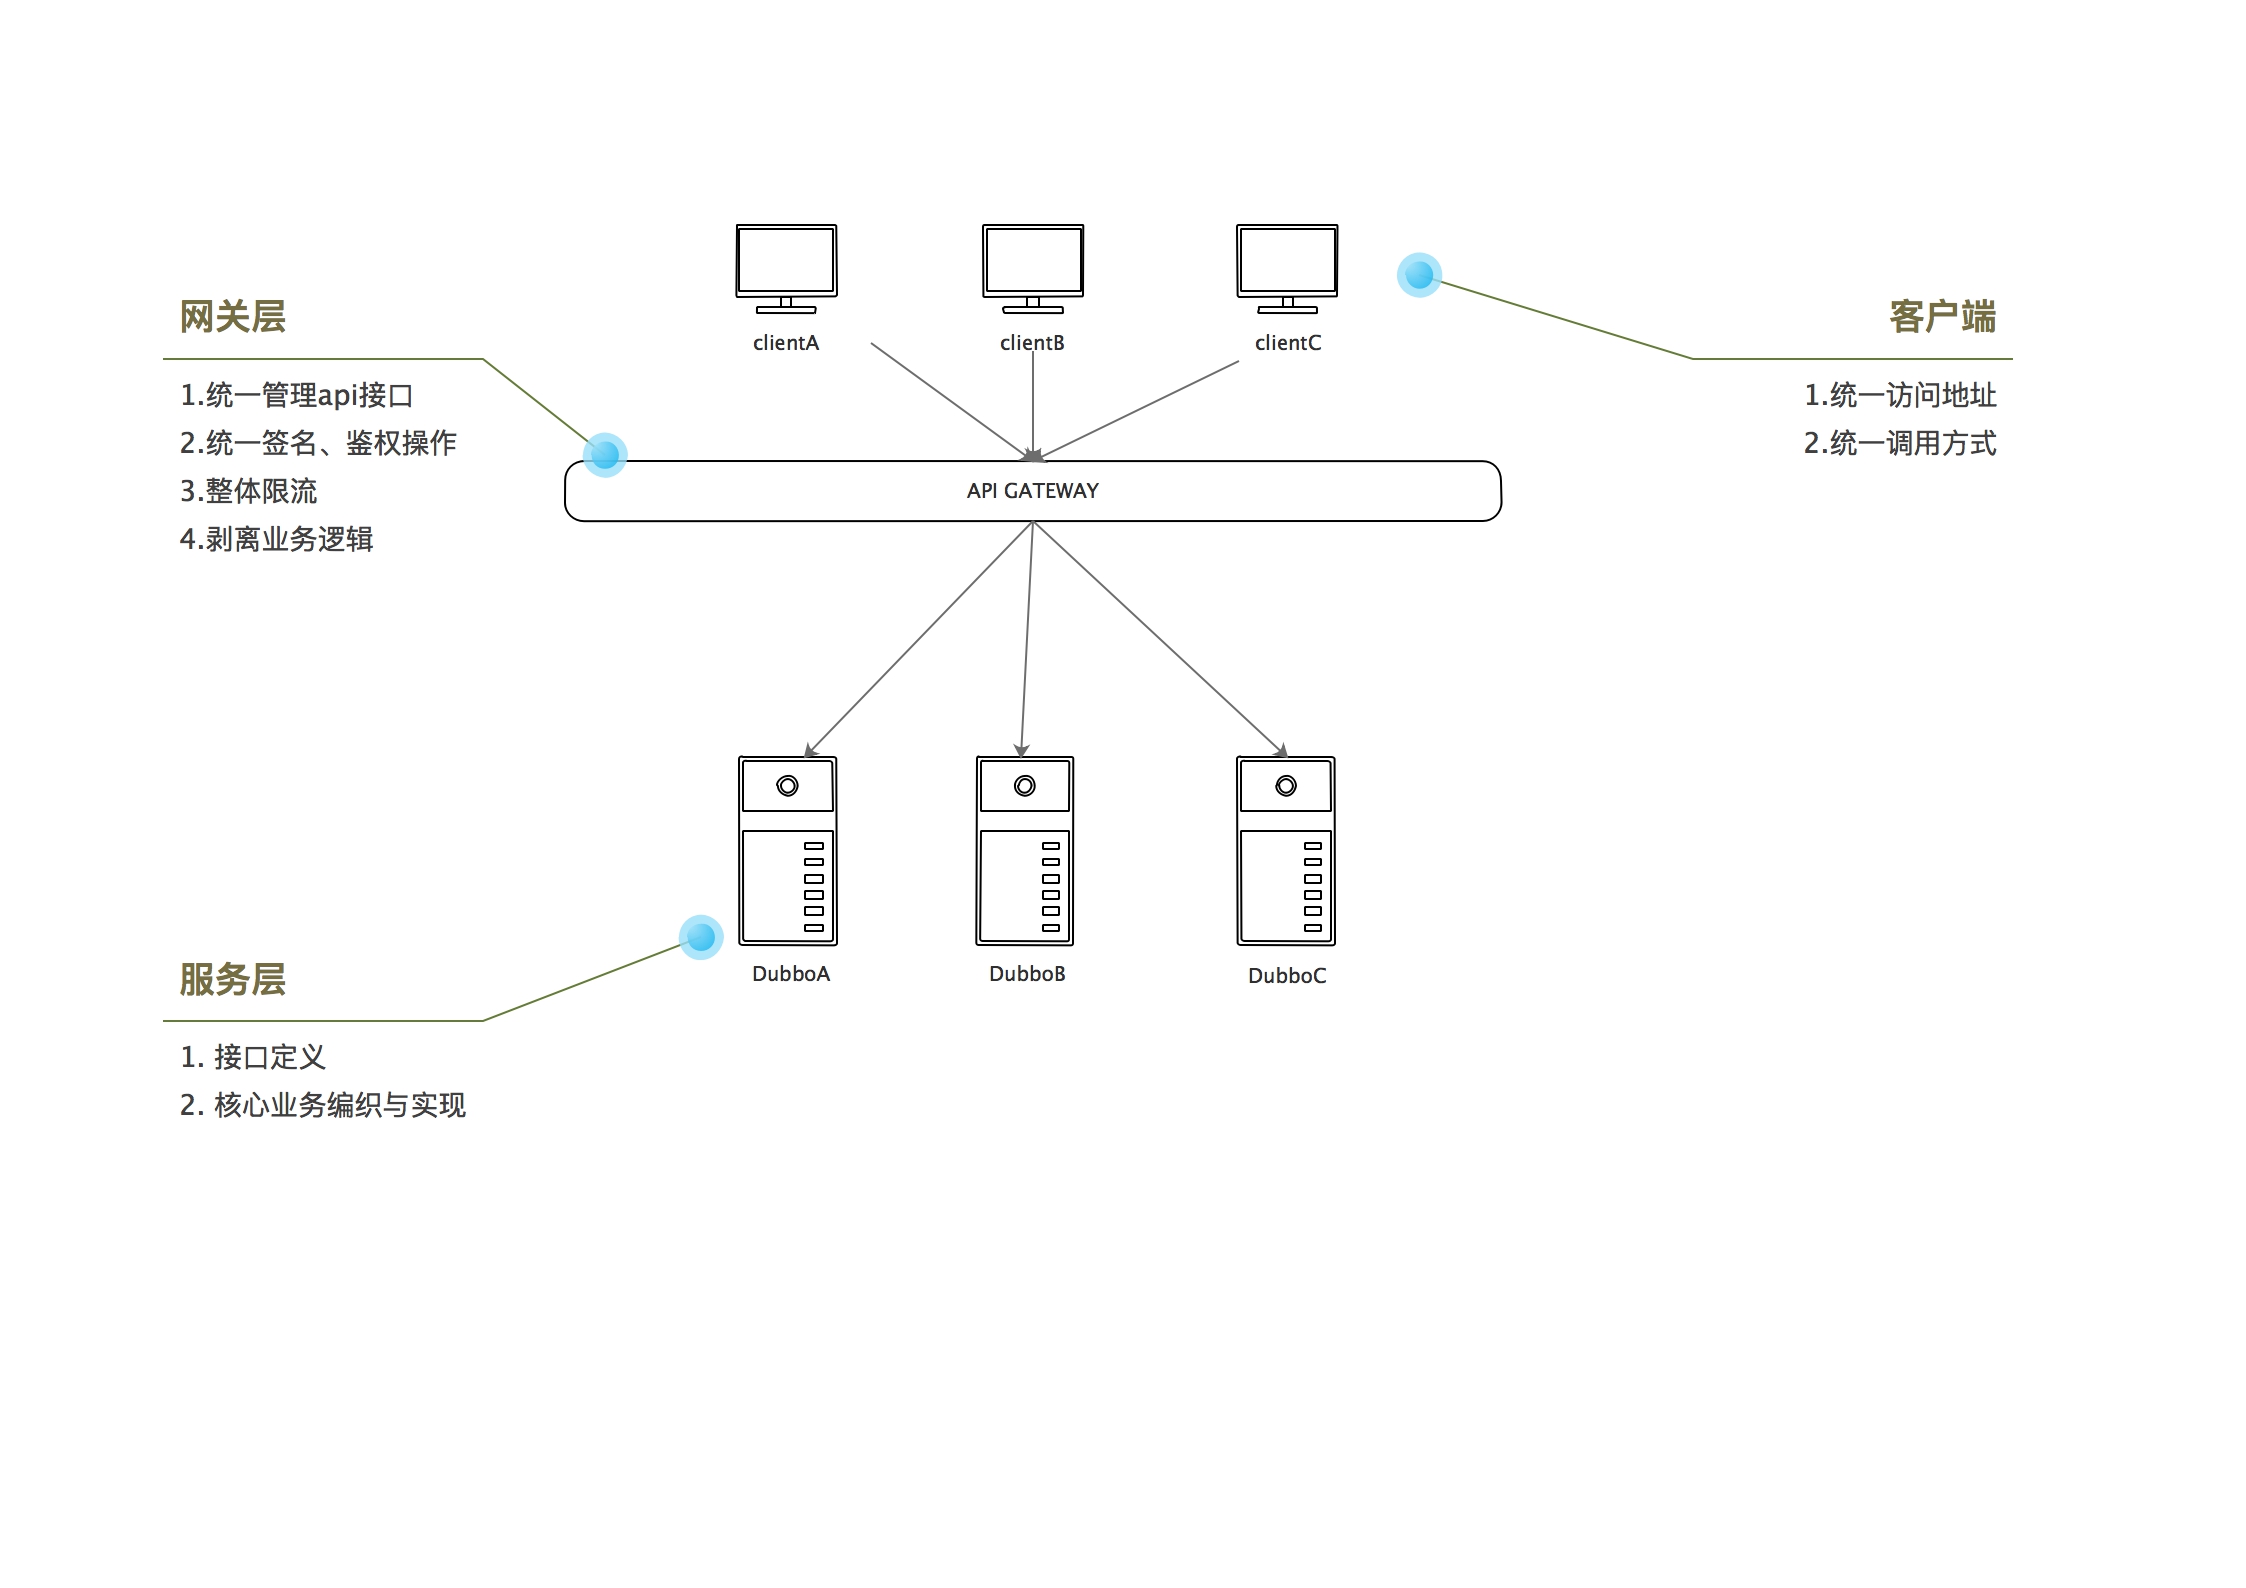 clientA
clientB
clientC
网关层
1.统一管理api接口
2.统一签名、鉴权操作
3.整体限流
4.剥离业务逻辑
客户端
1.统一访问地址
2.统一调用方式
API GATEWAY
DubboA
DubboB
DubboC
服务层
1. 接口定义
2. 核心业务编织与实现